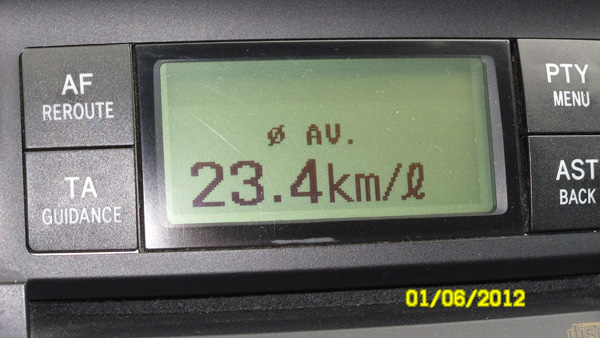 AF
REROUTE
TA
GUIDANCE
ø AV.
23.4km/ℓ
PTY
MENU
AST
BACK
01/06/2012